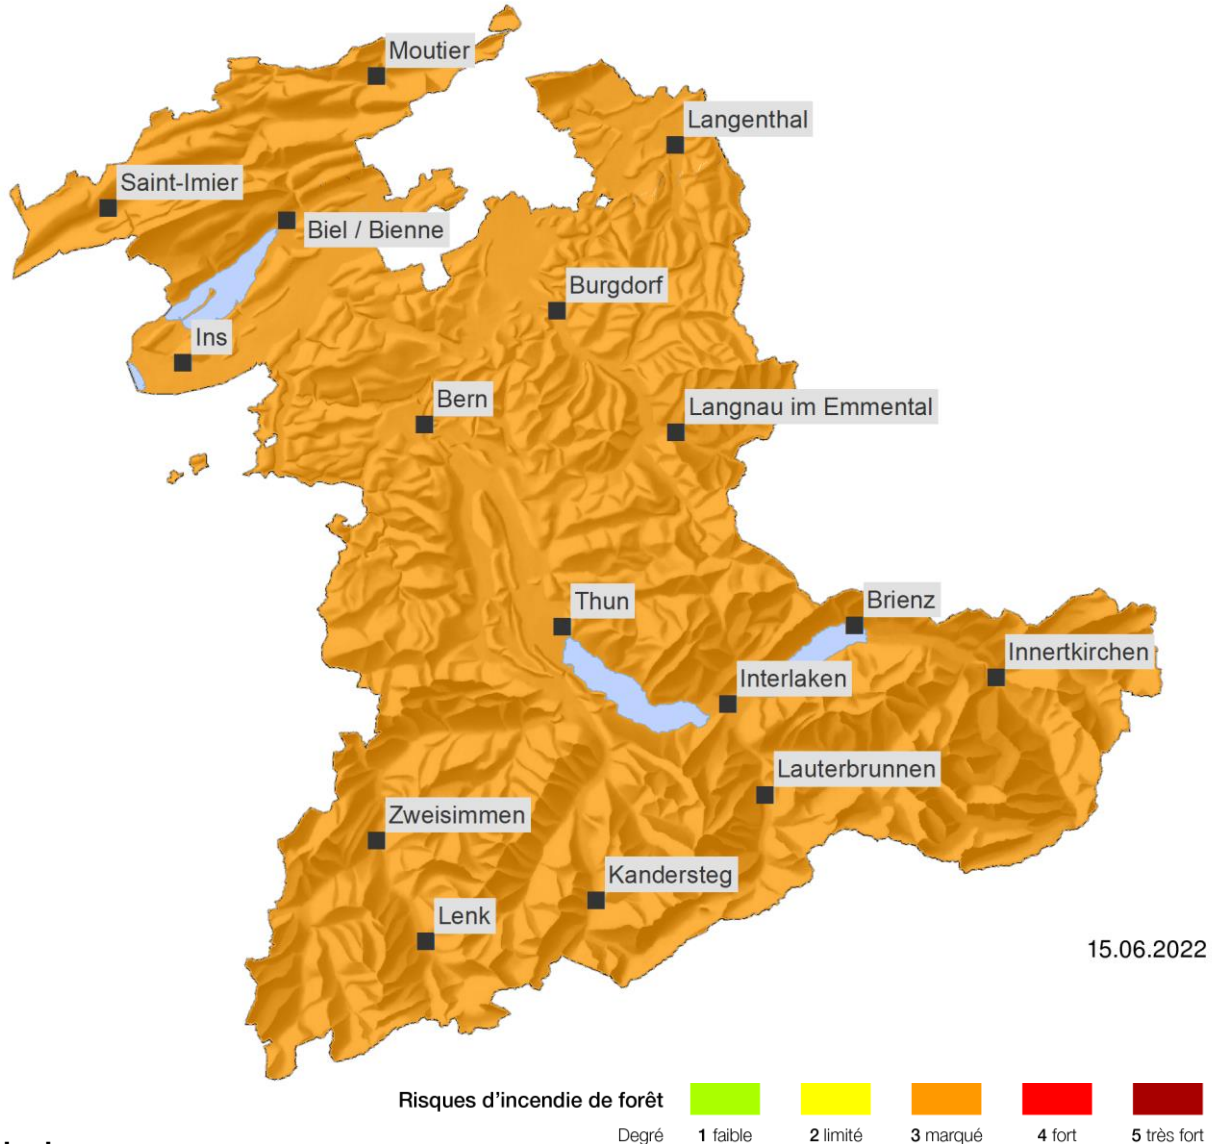 Moutier
Langenthal
Saint-Imier
Biel / Bienne
Burgdorf
Ins
Bern
Langnau im Emmental
Thun
Brienz
Innertkirchen
Interlaken
Lauterbrunnen
Zweisimmen
Kandersteg
Lenk
15.06.2022
Risques d'incendie de forêt
Degré 1 faible 2 limité 3 marqué 4 fort 5 très fort